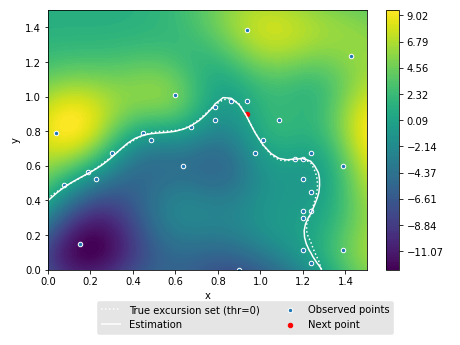 1.4
1.2
1.0
0.8
0.6
0.4
0.2
0.0
y
0.0 0.2 0.4 0.6 0.8 1.0 1.2 1.4
x
9.02
6.79
4.56
2.32
0.09
−2.14
−4.37
−6.61
−8.84
−11.07
True excursion set (thr=0)
Estimation
Observed points
Next point